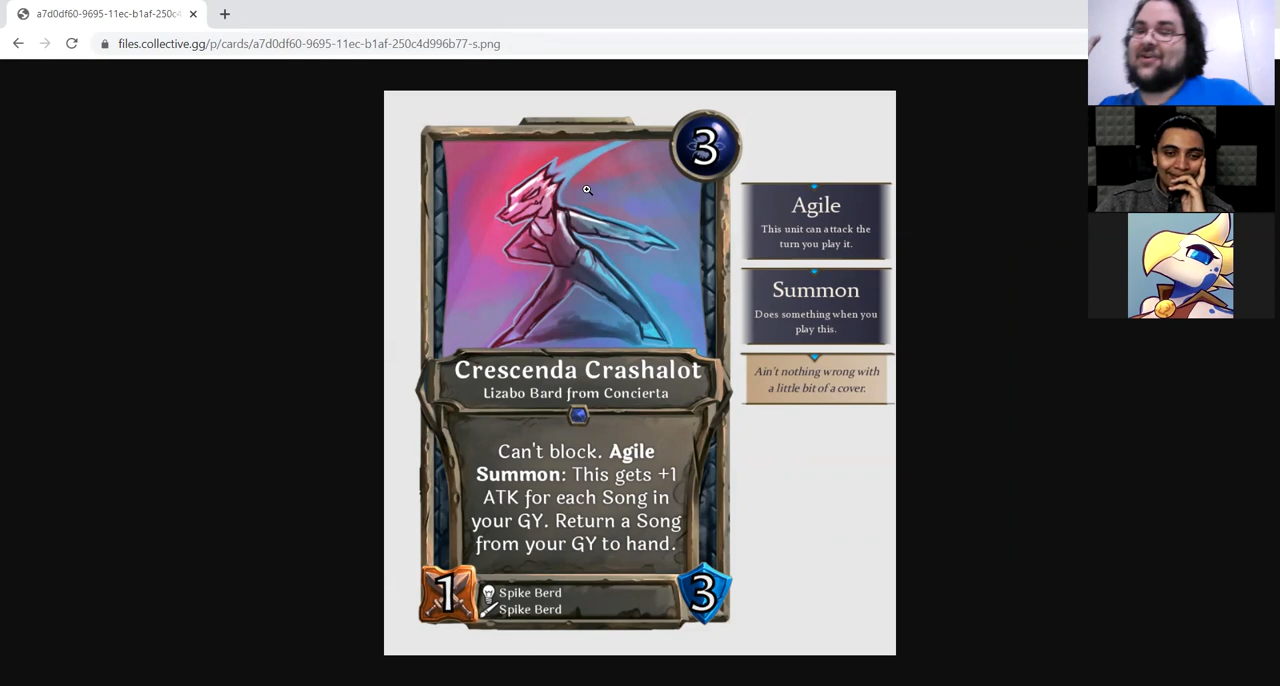 a7d0df60-9695-11ec-b1af-250c4
files.collective.gg/p/cards/a7d0df60-9695-11ec-b1af-250c4d996b77-s.png
3
Crescenda Crashalot
Lizabo Bard from Concierta
Can't block. Agile
Summon: This gets +1
ATK for each Song in
your GY. Return a Song
from your GY to hand.
1
Spike Berd
Spike Berd
3
Agile
This unit can attack the
turn you play it.
Summon
Does something when you
play this.
Ain't nothing wrong with
a little bit of a cover.